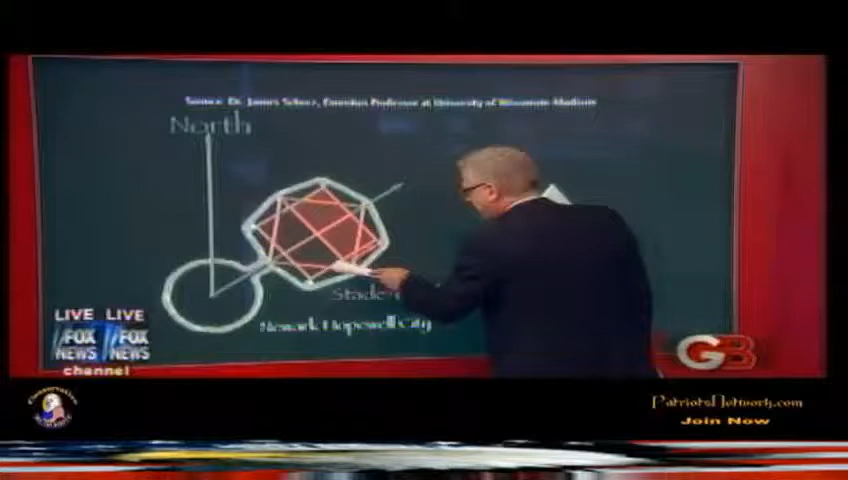 Source: Dr. James Scherz, Emeritus Professor at University of Wisconsin-Madison
North
Newark Hopewell City
LIVE LIVE
FOX FOX
NEWS NEWS
channel
GB
Conservative
PatriotsNetwork.com
Join Now